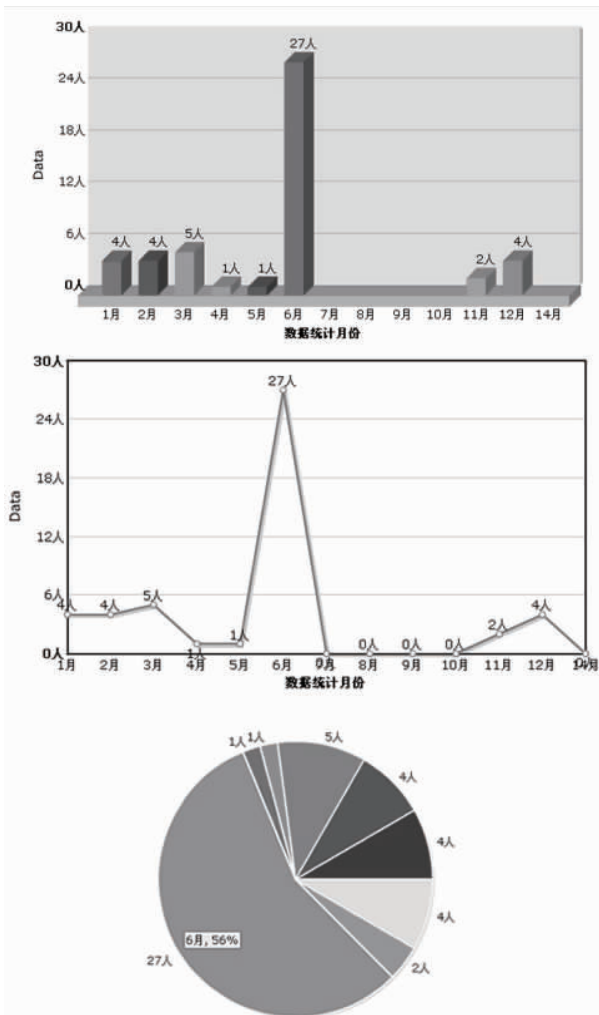 30人
27人
24人
18人
Data
12人
6人
4人 4人 5人 1人 1人 2人 4人
0人
1月 2月 3月 4月 5月 6月 7月 8月 9月 10月 11月 12月 14月
数据统计月份
30人
27人
24人
18人
Data
12人
6人
4人 4人 5人 1人 1人 0人 0人 0人 0人 2人 4人 0人
0人
1月 2月 3月 4月 5月 6月 7月 8月 9月 10月 11月 12月 14月
数据统计月份
1人 1人 5人
4人
4人
4人
6月, 56%
27人
2人